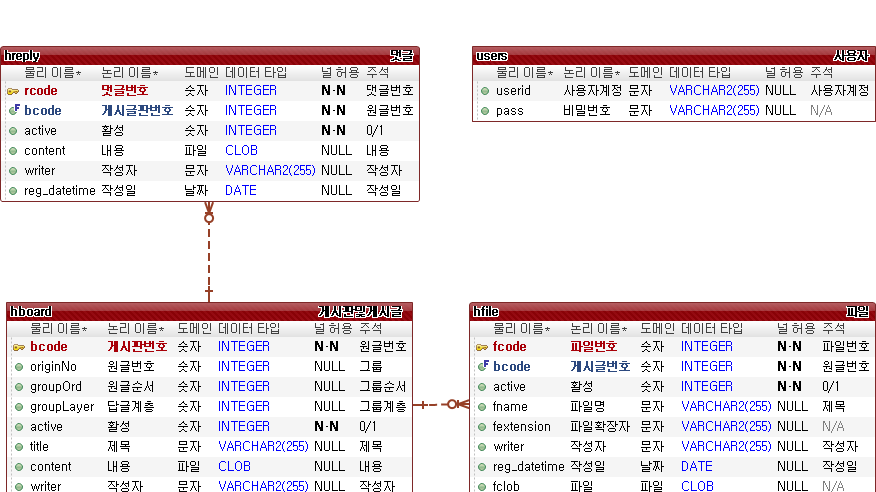 hreply 댓글
물리 이름* 논리 이름* 도메인 데이터 타입 널 허용 주석
rcode 댓글번호 숫자 INTEGER N-N 댓글번호
bcode 게시글판번호 숫자 INTEGER N-N 원글번호
active 활성 숫자 INTEGER N-N 0/1
content 내용 파일 CLOB NULL 내용
writer 작성자 문자 VARCHAR2(255) NULL 작성자
reg_datetime 작성일 날짜 DATE NULL 작성일
users 사용자
물리 이름* 논리 이름* 도메인 데이터 타입 널 허용 주석
userid 사용자계정 문자 VARCHAR2(255) NULL 사용자계정
pass 비밀번호 문자 VARCHAR2(255) NULL N/A
hboard 게시판및게시글
물리 이름* 논리 이름* 도메인 데이터 타입 널 허용 주석
bcode 게시판번호 숫자 INTEGER N-N 원글번호
originNo 원글번호 숫자 INTEGER NULL 그룹
groupOrd 원글순서 숫자 INTEGER NULL 그룹순서
groupLayer 답글계층 숫자 INTEGER NULL 그룹계층
active 활성 숫자 INTEGER N-N 0/1
title 제목 문자 VARCHAR2(255) NULL 제목
content 내용 파일 CLOB NULL 내용
writer 작성자 문자 VARCHAR2(255) NULL 작성자
hfile 파일
물리 이름* 논리 이름* 도메인 데이터 타입 널 허용 주석
fcode 파일번호 숫자 INTEGER N-N 파일번호
bcode 게시글번호 숫자 INTEGER N-N 원글번호
active 활성 숫자 INTEGER N-N 0/1
fname 파일명 문자 VARCHAR2(255) NULL 제목
fextension 파일확장자 문자 VARCHAR2(255) NULL N/A
writer 작성자 문자 VARCHAR2(255) NULL 작성자
reg_datetime 작성일 날짜 DATE NULL 작성일
fclob 파일 파일 CLOB NULL N/A